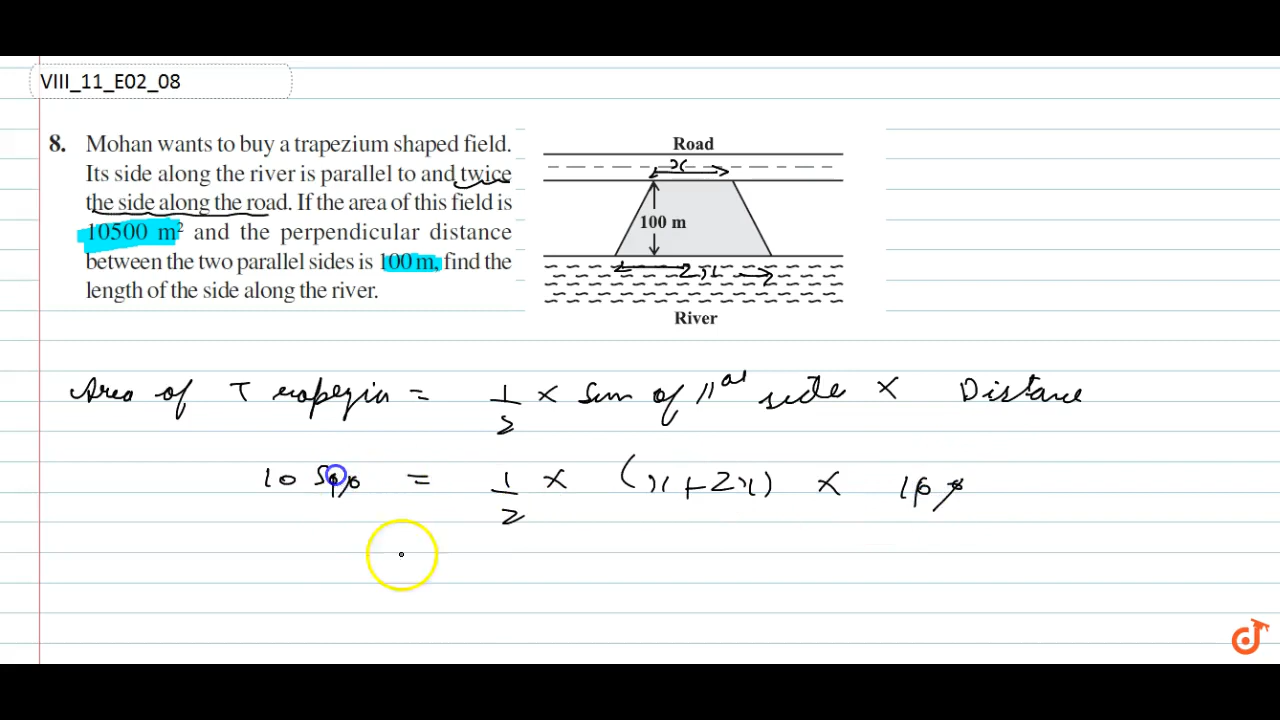 VIII_11_E02_08
8. Mohan wants to buy a trapezium shaped field.
Its side along the river is parallel to and twice
the side along the road. If the area of this field is
10500 m² and the perpendicular distance
between the two parallel sides is 100 m, find the
length of the side along the river.
Road
x
100 m
2x
River
Area of Trapezium = 1/2 × Sum of ||al side × Distance
10500 = 1/2 × (x+2x) × 100